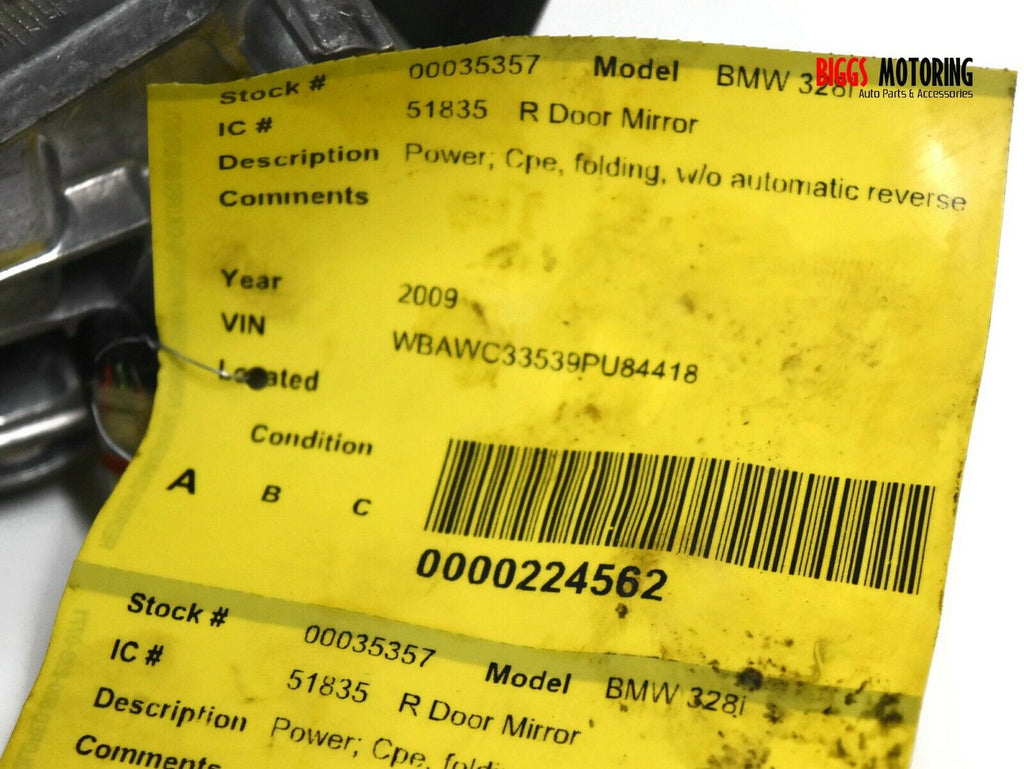 BIGGS MOTORING
Auto Parts & Accessories
Stock # 00035357 Model BMW 328i
IC # 51835 R Door Mirror
Description Power; Cpe, folding, w/o automatic reverse
Comments
Year 2009
VIN WBAWC33539PU84418
Located
Condition
A B C
0000224562
Stock # 00035357 Model BMW 328i
IC # 51835 R Door Mirror
Description Power; Cpe,
Comments